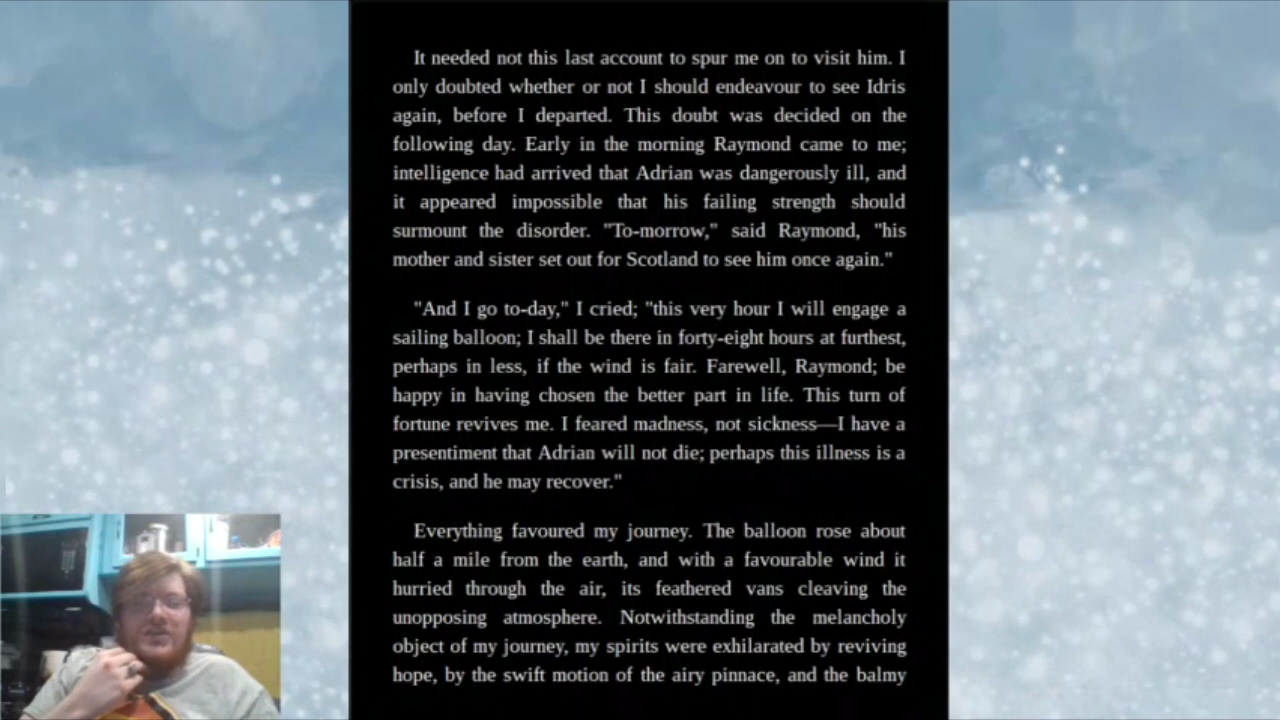 It needed not this last account to spur me on to visit him. I
only doubted whether or not I should endeavour to see Idris
again, before I departed. This doubt was decided on the
following day. Early in the morning Raymond came to me;
intelligence had arrived that Adrian was dangerously ill, and
it appeared impossible that his failing strength should
surmount the disorder. "To-morrow," said Raymond, "his
mother and sister set out for Scotland to see him once again."
"And I go to-day," I cried; "this very hour I will engage a
sailing balloon; I shall be there in forty-eight hours at furthest,
perhaps in less, if the wind is fair. Farewell, Raymond; be
happy in having chosen the better part in life. This turn of
fortune revives me. I feared madness, not sickness—I have a
presentiment that Adrian will not die; perhaps this illness is a
crisis, and he may recover."
Everything favoured my journey. The balloon rose about
half a mile from the earth, and with a favourable wind it
hurried through the air, its feathered vans cleaving the
unopposing atmosphere. Notwithstanding the melancholy
object of my journey, my spirits were exhilarated by reviving
hope, by the swift motion of the airy pinnace, and the balmy